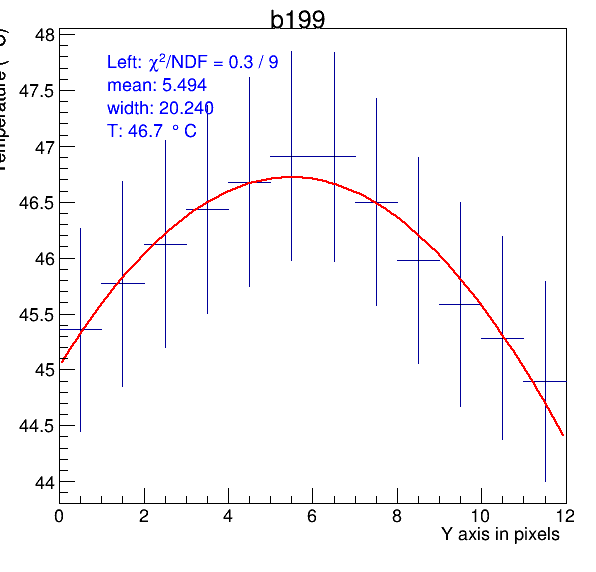 b199
Temperature (°C)
Left: χ²/NDF = 0.3 / 9
mean: 5.494
width: 20.240
T: 46.7 °C
48
47.5
47
46.5
46
45.5
45
44.5
44
0 2 4 6 8 10 12
Y axis in pixels